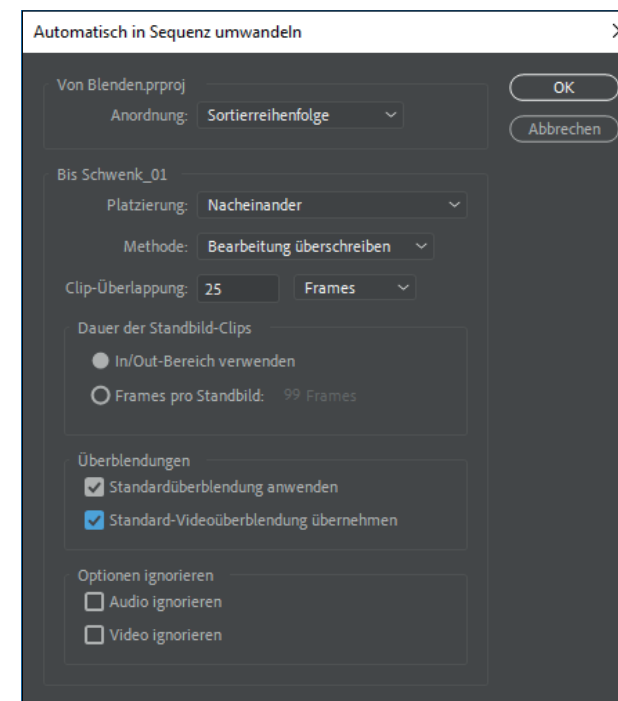 Automatisch in Sequenz umwandeln
Von Blenden.prproj
OK
Anordnung: Sortierreihenfolge
Abbrechen
Bis Schwenk_01
Platzierung: Nacheinander
Methode: Bearbeitung überschreiben
Clip-Überlappung: 25 Frames
Dauer der Standbild-Clips
In/Out-Bereich verwenden
Frames pro Standbild: 99 Frames
Überblendungen
Standardüberblendung anwenden
Standard-Videoüberblendung übernehmen
Optionen ignorieren
Audio ignorieren
Video ignorieren